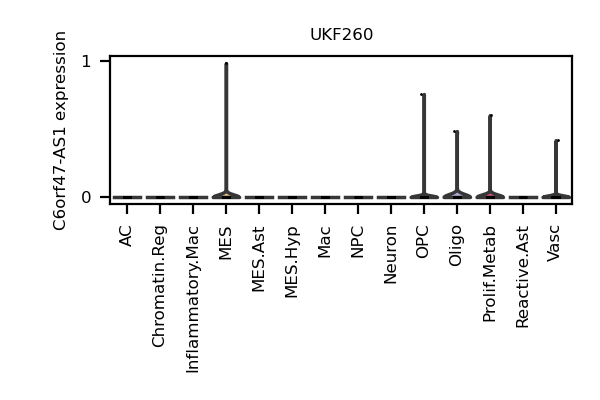 UKF260
C6orf47-AS1 expression
1
0
AC
Chromatin.Reg
Inflammatory.Mac
MES
MES.Ast
MES.Hyp
Mac
NPC
Neuron
OPC
Oligo
Prolif.Metab
Reactive.Ast
Vasc